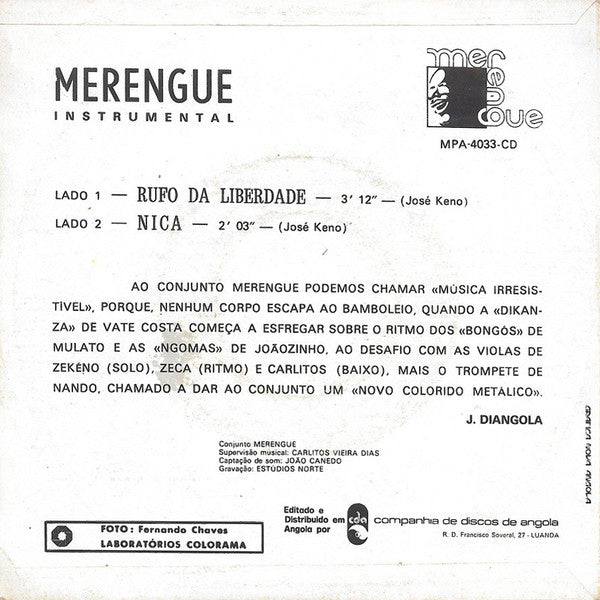 MERENGUE
INSTRUMENTAL
merengue
MPA-4033-CD
LADO 1 — RUFO DA LIBERDADE — 3' 12" — (José Keno)
LADO 2 — NICA — 2' 03" — (José Keno)
AO CONJUNTO MERENGUE PODEMOS CHAMAR «MÚSICA IRRESIS-
TÍVEL», PORQUE, NENHUM CORPO ESCAPA AO BAMBOLEIO, QUANDO A «DIKAN-
ZA» DE VATE COSTA COMEÇA A ESFREGAR SOBRE O RITMO DOS «BONGÓS» DE
MULATO E AS «NGOMAS» DE JOÃOZINHO, AO DESAFIO COM AS VIOLAS DE
ZEKÉNO (SOLO), ZECA (RITMO) E CARLITOS (BAIXO), MAIS O TROMPETE DE
NANDO, CHAMADO A DAR AO CONJUNTO UM «NOVO COLORIDO METÁLICO».
J. DIANGOLA
Conjunto MERENGUE
Supervisão musical: CARLITOS VIEIRA DIAS
Captação de som: JOÃO CANEDO
Gravação: ESTÚDIOS NORTE
FOTO: Fernando Chaves
LABORATÓRIOS COLORAMA
Editado e
Distribuído em
Angola por
cda
companhia de discos de angola
R. D. Francisco Soveral, 27 - LUANDA